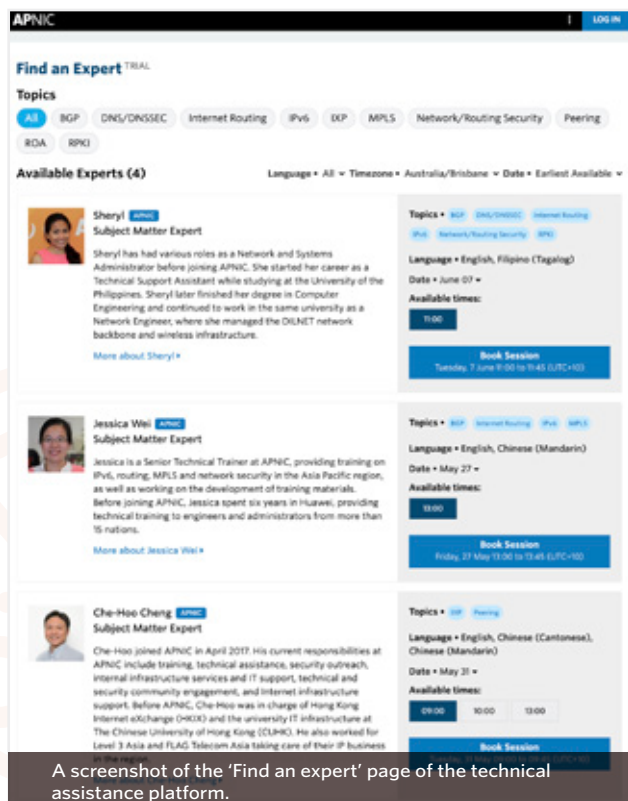 APNIC
LOG IN
Find an Expert TRIAL
Topics
All BGP DNS/DNSSEC Internet Routing IPv6 IXP MPLS Network/Routing Security Peering
ROA RPKI
Available Experts (4)
Language • All Timezone • Australia/Brisbane • Date • Earliest Available
Sheryl APNIC
Subject Matter Expert
Sheryl has had various roles as a Network and Systems
Administrator before joining APNIC. She started her career as a
Technical Support Assistant while studying at the University of the
Philippines. Sheryl later finished her degree in Computer
Engineering and continued to work in the same university as a
Network Engineer, where she managed the DILNET network
backbone and wireless infrastructure.
More about Sheryl
Topics • BGP DNS/DNSSEC Internet Routing
IPv6 Network/Routing Security RPKI
Language • English, Filipino (Tagalog)
Date • June 07
Available times:
11:00
Book Session
Tuesday, 7 June 11:00 to 11:45 (UTC+10)
Jessica Wei APNIC
Subject Matter Expert
Jessica is a Senior Technical Trainer at APNIC, providing training on
IPv6, routing, MPLS and network security in the Asia Pacific region,
as well as working on the development of training materials.
Before joining APNIC, Jessica spent six years in Huawei, providing
technical training to engineers and administrators from more than
15 nations.
More about Jessica Wei
Topics • BGP Internet Routing IPv6 MPLS
Language • English, Chinese (Mandarin)
Date • May 27
Available times:
13:00
Book Session
Friday, 27 May 13:00 to 13:45 (UTC+10)
Che-Hoo Cheng APNIC
Subject Matter Expert
Che-Hoo joined APNIC in April 2017. His current responsibilities at
APNIC include training, technical assistance, security outreach,
internal infrastructure services and IT support, technical and
security community engagement, and Internet infrastructure
support. Before APNIC, Che-Hoo was in charge of Hong Kong
Internet eXchange (HKIX) and the university IT infrastructure at
The Chinese University of Hong Kong (CUHK). He also worked for
Level 3 Asia and FLAG Telecom Asia taking care of their IP business
in the region.
More about Che-Hoo Cheng
Topics • IXP Peering
Language • English, Chinese (Cantonese),
Chinese (Mandarin)
Date • May 31
Available times:
09:00 10:00 13:00
Book Session
Tuesday, 31 May 09:00 to 09:45 (UTC+10)
A screenshot of the 'Find an expert' page of the technical
assistance platform.